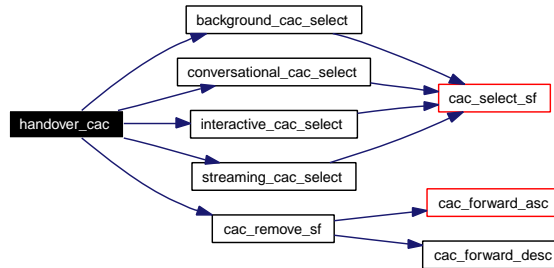 background_cac_select
conversational_cac_select
cac_select_sf
handover_cac
interactive_cac_select
streaming_cac_select
cac_forward_asc
cac_remove_sf
cac_forward_desc